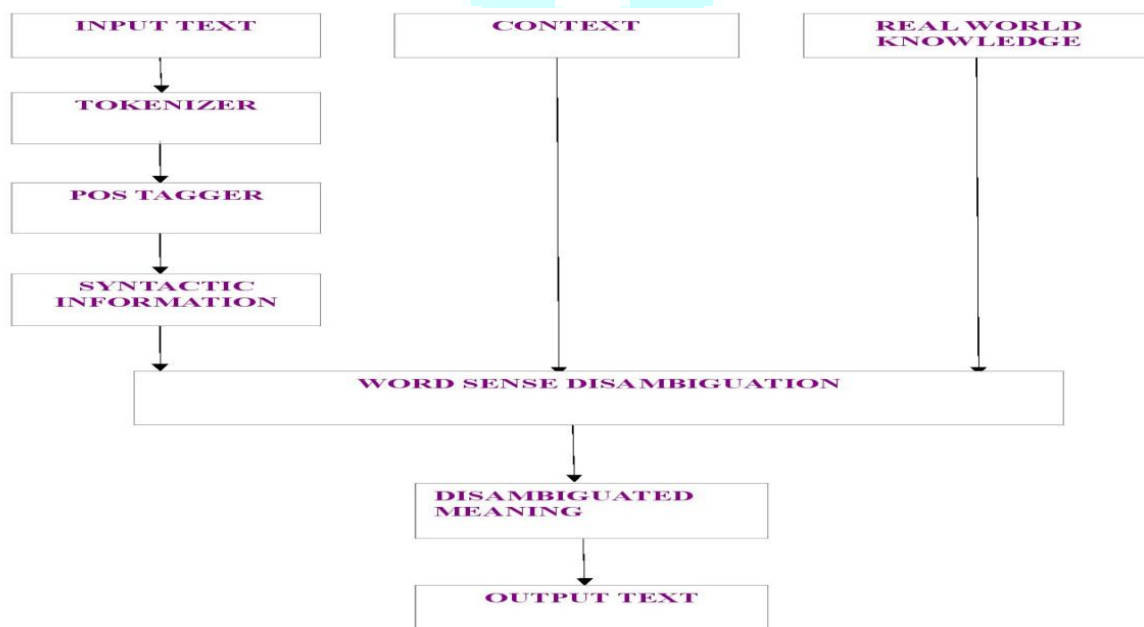 INPUT TEXT
CONTEXT
REAL WORLD
KNOWLEDGE
TOKENIZER
POS TAGGER
SYNTACTIC
INFORMATION
WORD SENSE DISAMBIGUATION
DISAMBIGUATED
MEANING
OUTPUT TEXT